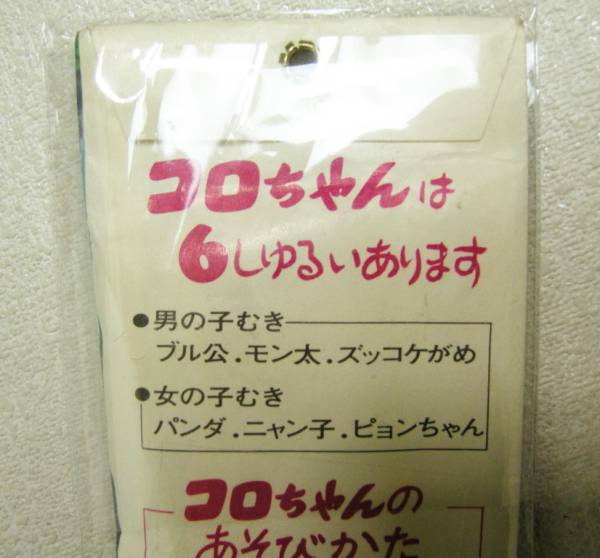 コロちゃんは
6しゅるいあります
●男の子むき
ブル公.モン太.ズッコケがめ
●女の子むき
パンダ.ニャン子.ピョンちゃん
コロちゃんの
あそびかた